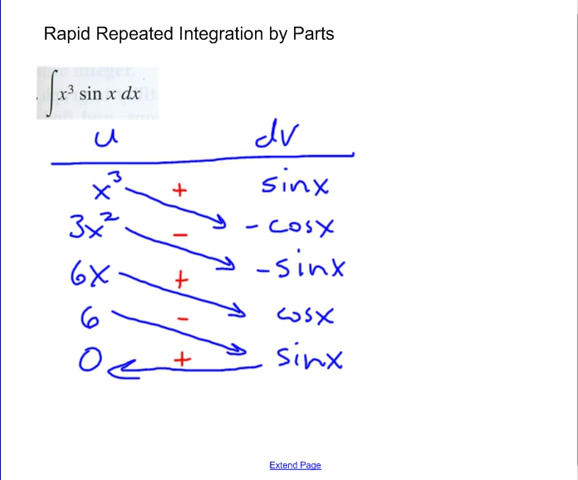 Rapid Repeated Integration by Parts
∫x³ sin x dx
u dv
x³ + sinx
3x² − -cosx
6x + -sinx
6 − cosx
0 + sinx
Extend Page